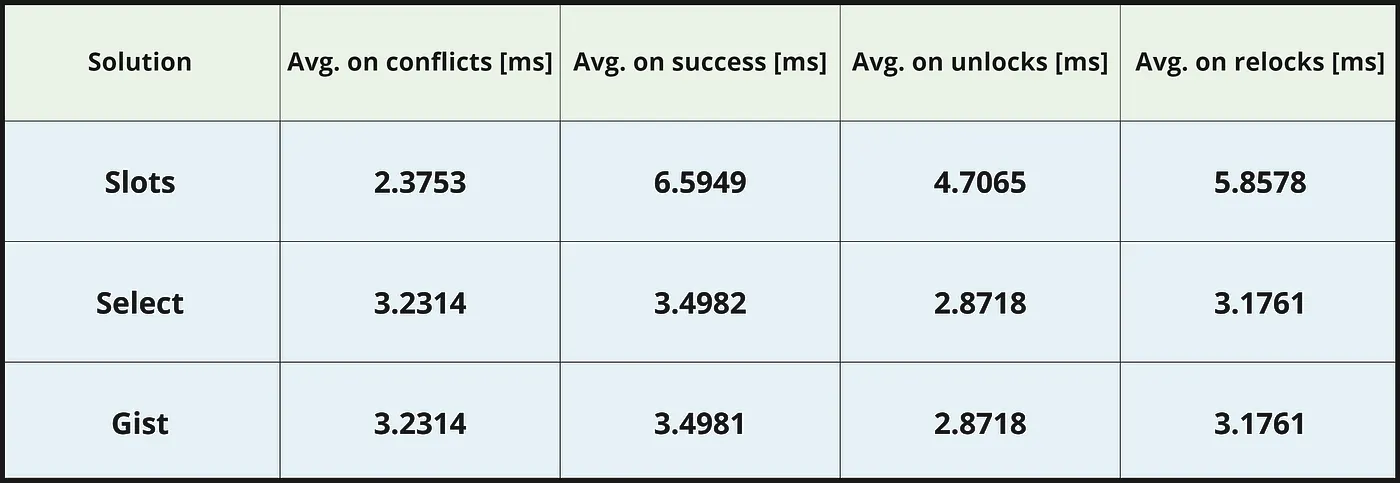 Solution Avg. on conflicts [ms] Avg. on success [ms] Avg. on unlocks [ms] Avg. on relocks [ms]
Slots 2.3753 6.5949 4.7065 5.8578
Select 3.2314 3.4982 2.8718 3.1761
Gist 3.2314 3.4981 2.8718 3.1761